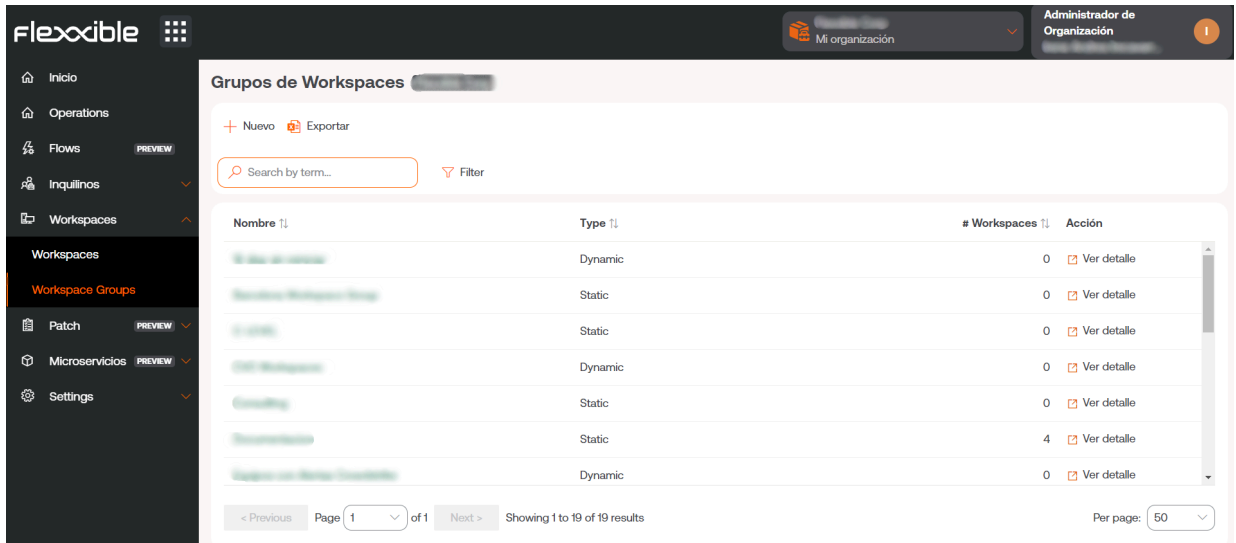 Flexxible
Mi organización
Administrador de
Organización
I
Inicio
Operations
Flows PREVIEW
Inquilinos
Workspaces
Workspaces
Workspace Groups
Patch PREVIEW
Microservicios PREVIEW
Settings
Grupos de Workspaces
Nuevo Exportar
Search by term... Filter
Nombre Type # Workspaces Acción
Dynamic 0 Ver detalle
Static 0 Ver detalle
Static 0 Ver detalle
Dynamic 0 Ver detalle
Static 0 Ver detalle
Static 4 Ver detalle
Dynamic 0 Ver detalle
< Previous Page 1 of 1 Next > Showing 1 to 19 of 19 results Per page: 50